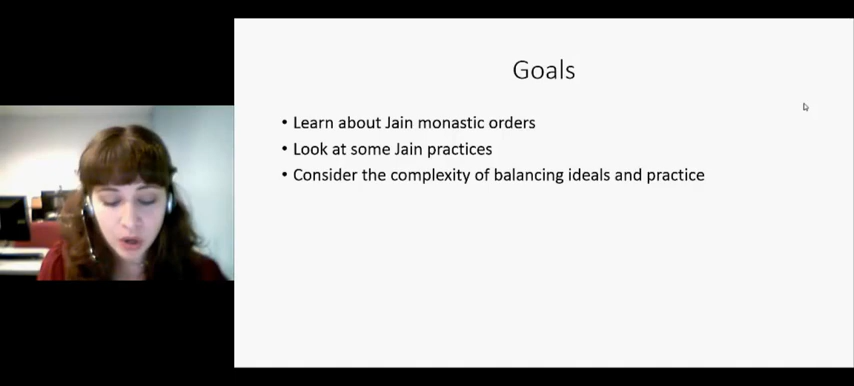 Goals
• Learn about Jain monastic orders
• Look at some Jain practices
• Consider the complexity of balancing ideals and practice